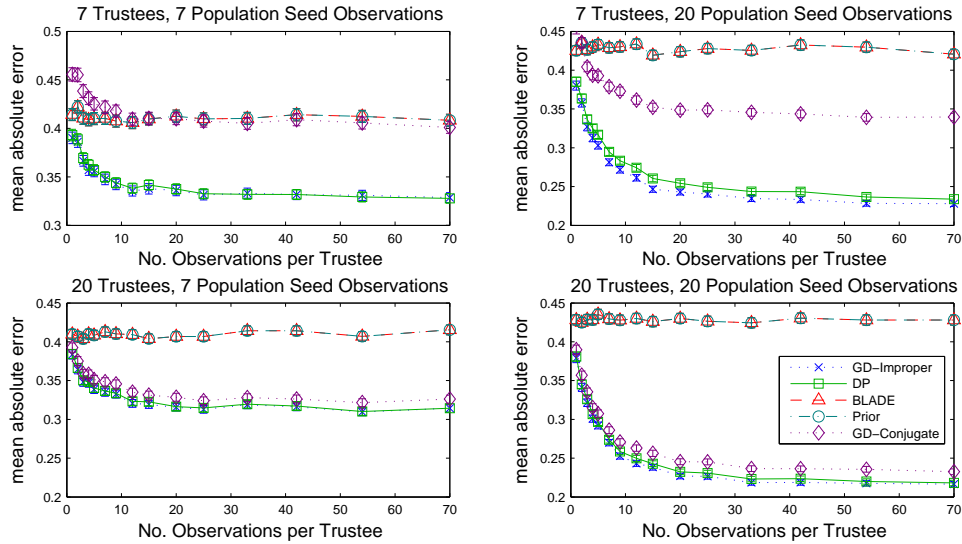 7 Trustees, 7 Population Seed Observations
0.5
0.45
0.4
0.35
0.3
mean absolute error
0 10 20 30 40 50 60 70
No. Observations per Trustee
7 Trustees, 20 Population Seed Observations
0.45
0.4
0.35
0.3
0.25
0.2
mean absolute error
0 10 20 30 40 50 60 70
No. Observations per Trustee
20 Trustees, 7 Population Seed Observations
0.45
0.4
0.35
0.3
0.25
0.2
mean absolute error
0 10 20 30 40 50 60 70
No. Observations per Trustee
20 Trustees, 20 Population Seed Observations
0.45
0.4
0.35
0.3
0.25
0.2
mean absolute error
0 10 20 30 40 50 60 70
No. Observations per Trustee
GD−Improper
DP
BLADE
Prior
GD−Conjugate